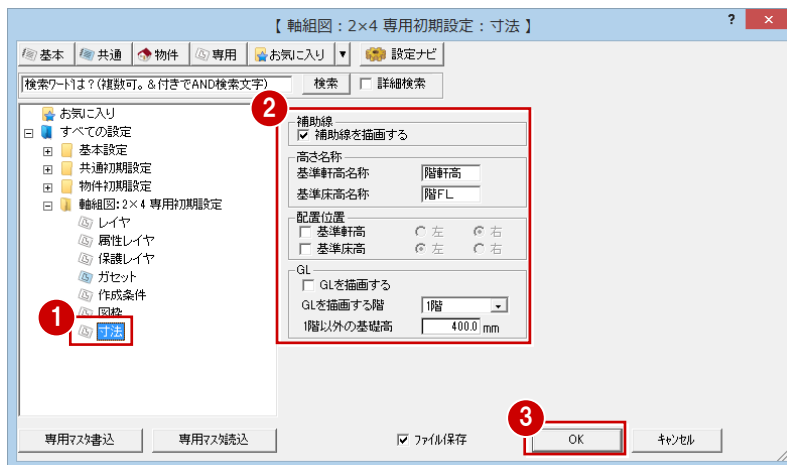 【 軸組図：2×4 専用初期設定：寸法 】
? ×
基本 共通 物件 専用 お気に入り ▼ 設定ナビ
検索ワードは？(複数可。&付きでAND検索文字) 検索 詳細検索
お気に入り
すべての設定
基本設定
共通初期設定
物件初期設定
軸組図:2×4 専用初期設定
レイヤ
属性レイヤ
保護レイヤ
ガセット
作成条件
図枠
1
寸法
2
補助線
補助線を描画する
高さ名称
基準軒高名称 階軒高
基準床高名称 階FL
配置位置
基準軒高 左 右
基準床高 左 右
GL
GLを描画する
GLを描画する階 1階
1階以外の基礎高 400.0 mm
3
専用マスタ書込 専用マスタ読込 ファイル保存 OK キャンセル